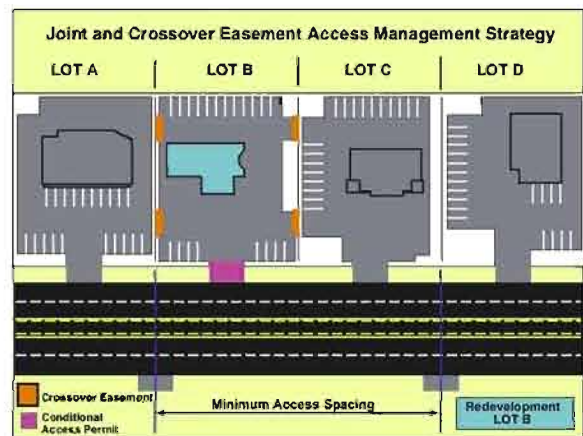 Joint and Crossover Easement Access Management Strategy
LOT A LOT B LOT C LOT D
Crossover Easement
Conditional
Access Permit
Minimum Access Spacing
Redevelopment
LOT B